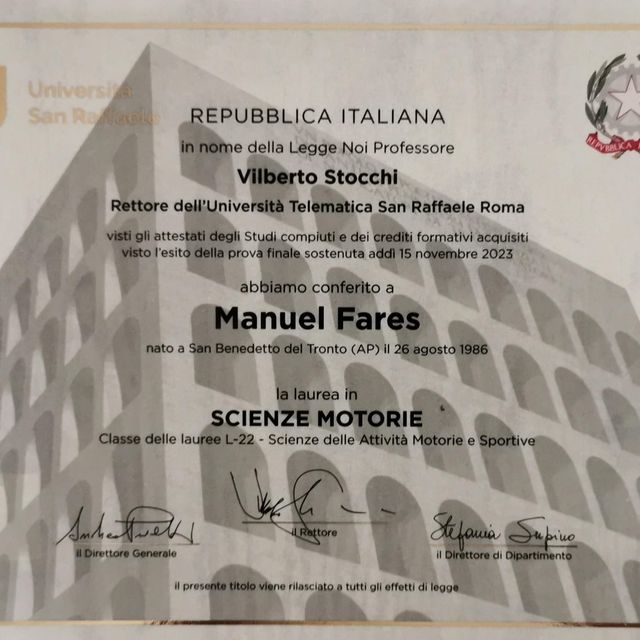 Università
San Raffaele
REPUBBLICA ITALIANA
in nome della Legge Noi Professore
Vilberto Stocchi
Rettore dell'Università Telematica San Raffaele Roma
visti gli attestati degli Studi compiuti e dei crediti formativi acquisiti
visto l'esito della prova finale sostenuta addì 15 novembre 2023
abbiamo conferito a
Manuel Fares
nato a San Benedetto del Tronto (AP) il 26 agosto 1986
la laurea in
SCIENZE MOTORIE
Classe delle lauree L-22 - Scienze delle Attività Motorie e Sportive
Stefania Supino
il Direttore Generale
il Rettore
il Direttore di Dipartimento
il presente titolo viene rilasciato a tutti gli effetti di legge